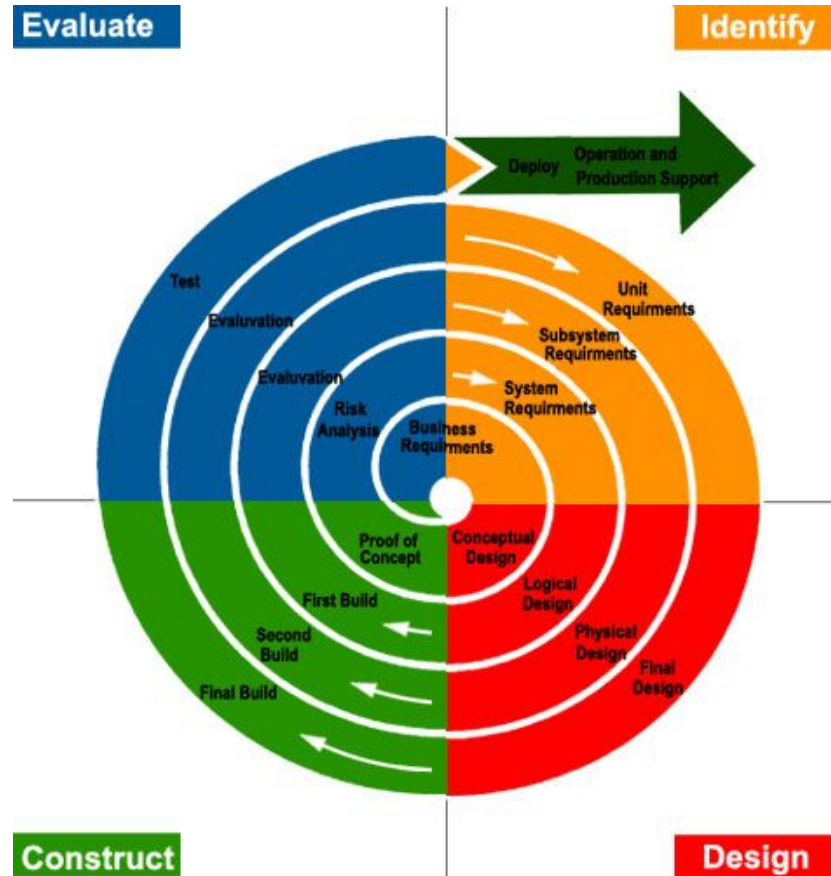 Evaluate
Identify
Deploy
Operation and
Production Support
Test
Unit
Requirments
Evaluvation
Subsystem
Requirments
Evaluvation
System
Requirments
Risk
Analysis
Business
Requirments
Proof of
Concept
Conceptual
Design
First Build
Logical
Design
Second
Build
Physical
Design
Final Build
Final
Design
Construct
Design